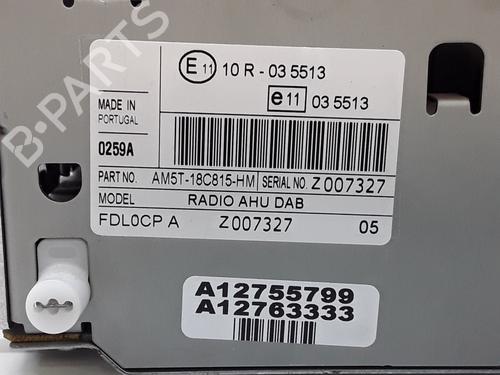 B-PARTS
E 11 10 R - 03 5513
e 11 03 5513
MADE IN
PORTUGAL
0259A
PART NO. AM5T-18C815-HM SERIAL NO. Z007327
MODEL RADIO AHU DAB
FDL0CP A Z007327 05
A12755799
A12763333